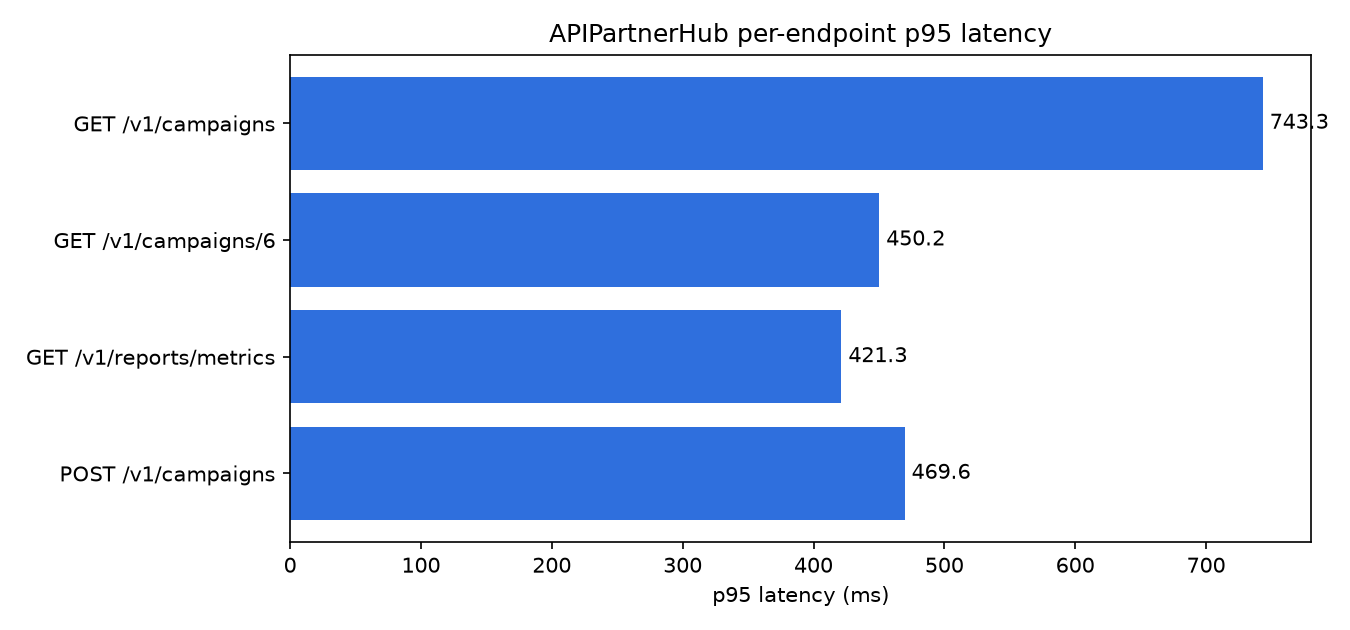 APIPartnerHub per-endpoint p95 latency
GET /v1/campaigns
743.3
GET /v1/campaigns/6
450.2
GET /v1/reports/metrics
421.3
POST /v1/campaigns
469.6
0 100 200 300 400 500 600 700
p95 latency (ms)